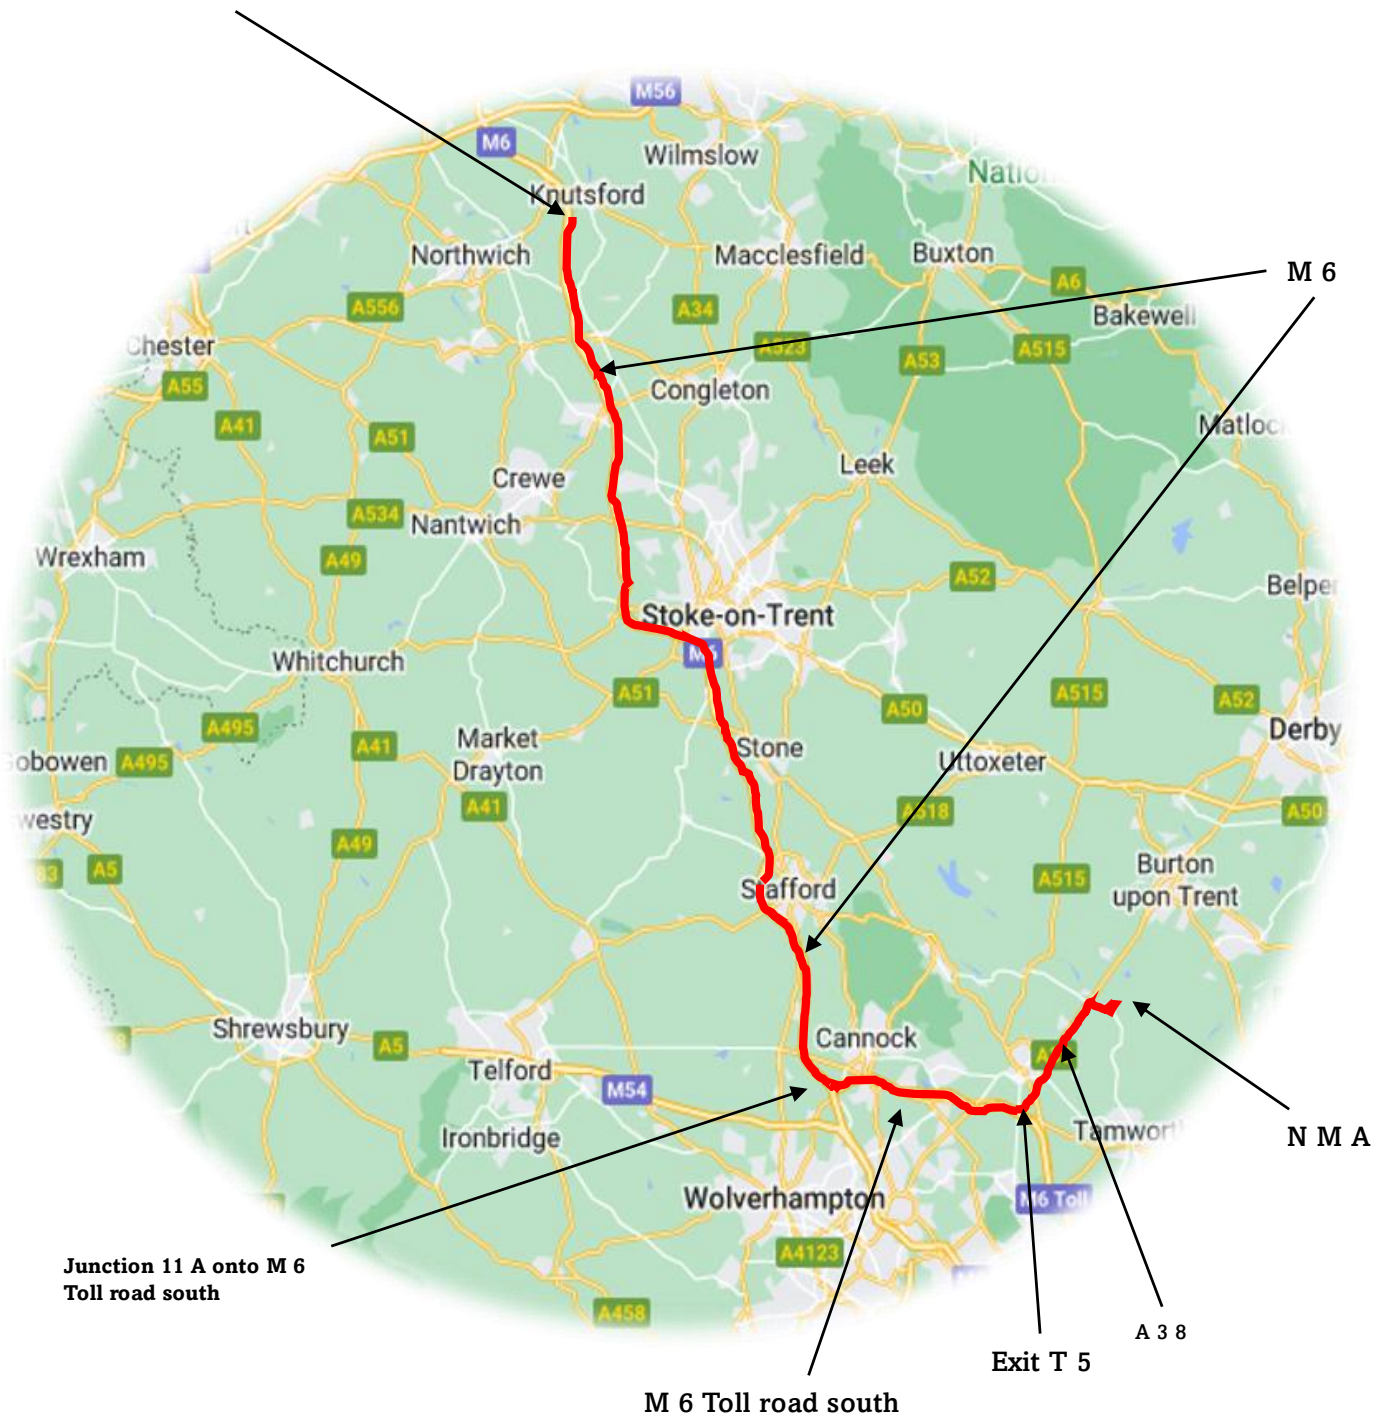 M56
M6
Wilmslow
Knutsford
Northwich
Macclesfield
Buxton
M 6
A6
A556
A34
Bakewell
Chester
A523
A53
A515
A55
Congleton
A41
A51
Leek
Crewe
A534
Nantwich
Wrexham
A49
A52
Belper
Stoke-on-Trent
Whitchurch
A51
A515
A52
A495
A50
Derby
A41
Market
Drayton
Stone
A495
Uttoxeter
A41
A518
A50
westry
A49
A5
Burton
upon Trent
A515
Stafford
Shrewsbury
A5
Cannock
Telford
M54
Ironbridge
N M A
Wolverhampton
M6 Toll
A4123
Junction 11 A onto M 6
Toll road south
A458
A 3 8
Exit T 5
M 6 Toll road south